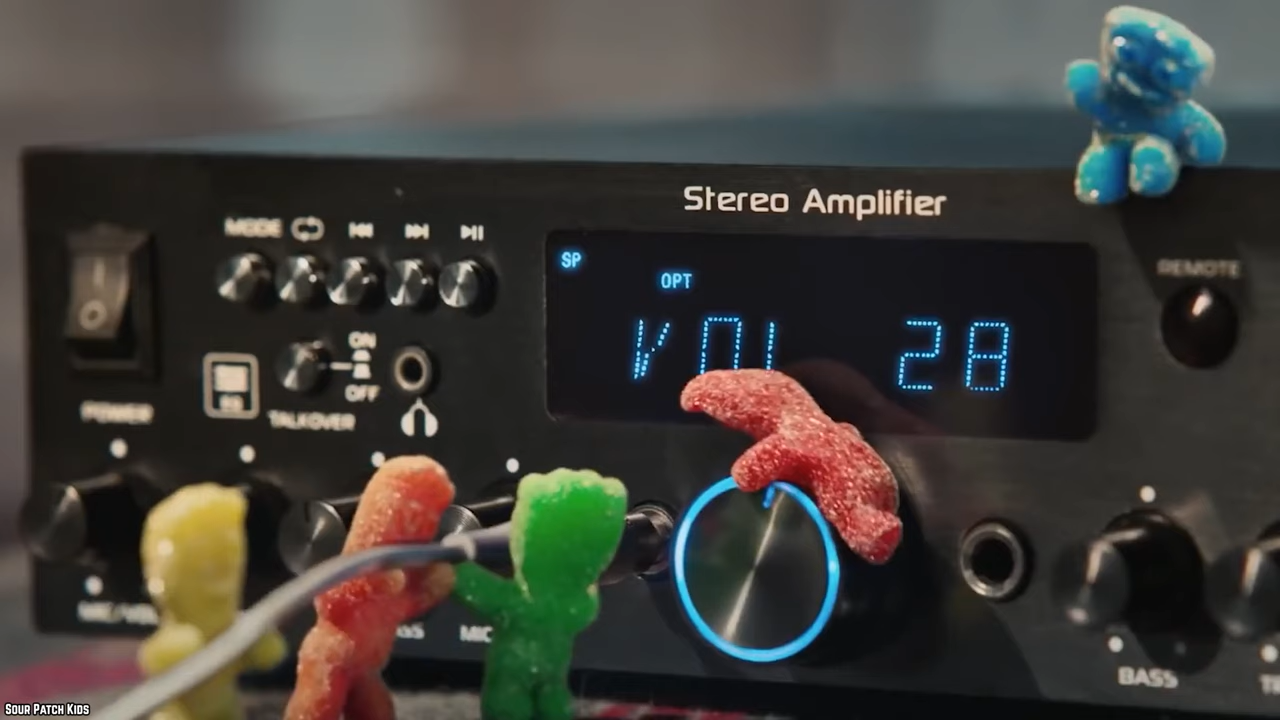 Stereo Amplifier
MODE
SP
OPT
REMOTE
VOL 28
ON
OFF
POWER
TALKOVER
MIC
BASS
SOUR PATCH KIDS